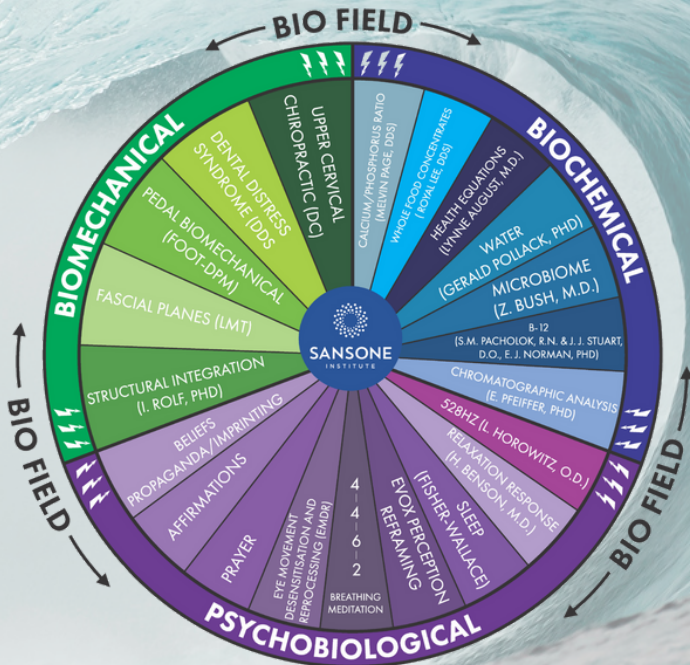 BIO FIELD
BIOMECHANICAL
UPPER CERVICAL
CHIROPRACTIC (DC)
DENTAL DISTRESS
SYNDROME (DDS
PEDAL BIOMECHANICAL
(FOOT-DPM)
FASCIAL PLANES (LMT)
STRUCTURAL INTEGRATION
(I. ROLF, PHD)
BIOCHEMICAL
CALCIUM/PHOSPHORUS RATIO
(MELVIN PAGE, DDS)
WHOLE FOOD CONCENTRATES
( ROYAL LEE, DDS)
HEALTH EQUATIONS
(LYNNE AUGUST, M.D.)
WATER
(GERALD POLLACK, PHD)
MICROBIOME
(Z. BUSH, M.D.)
B-12
(S.M. PACHOLOK, R.N. & J.J. STUART,
D.O., E. J. NORMAN, PHD)
CHROMATOGRAPHIC ANALYSIS
(E. PFEIFFER, PHD)
SANSONE
INSTITUTE
528HZ (L. HOROWITZ, O.D.)
RELAXATION RESPONSE
(H. BENSON, M.D.)
SLEEP
(FISHER-WALLACE)
EVOX PERCEPTION
REFRAMING
4-4-6-2
BREATHING
MEDITATION
EYE MOVEMENT
DESENSITISATION AND
REPROCESSING (EMDR)
PRAYER
AFFIRMATIONS
BELIEFS
PROPAGANDA/IMPRINTING
PSYCHOBIOLOGICAL
BIO FIELD
BIO FIELD